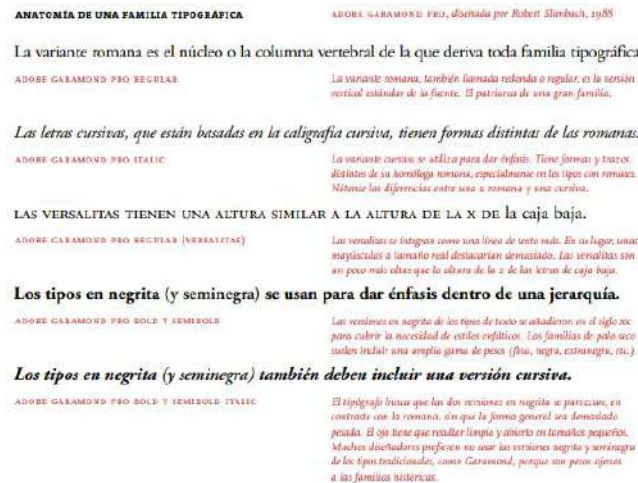 ANATOMÍA DE UNA FAMILIA TIPOGRÁFICA
ADOBE GARAMOND PRO, diseñada por Robert Slimbach, 1988
La variante romana es el núcleo o la columna vertebral de la que deriva toda familia tipográfica
ADOBE GARAMOND PRO REGULAR
La variante romana, también llamada redonda o regular, es la versión
vertical estándar de la fuente. El patriarca de una gran familia.
Las letras cursivas, que están basadas en la caligrafía cursiva, tienen formas distintas de las romanas.
ADOBE GARAMOND PRO ITALIC
La variante cursiva se utiliza para dar énfasis. Tiene formas y trazos
distintos de su homóloga romana, especialmente en los tipos con remates.
Nótense las diferencias entre una a romana y una cursiva.
LAS VERSALITAS TIENEN UNA ALTURA SIMILAR A LA ALTURA DE LA X DE la caja baja.
ADOBE GARAMOND PRO REGULAR (VERSALITAS)
Las versalitas se integran como una línea de texto más. En su lugar, unas
mayúsculas a tamaño real destacarían demasiado. Las versalitas son
un poco más altas que la altura de la x de las letras de caja baja.
Los tipos en negrita (y seminegra) se usan para dar énfasis dentro de una jerarquía.
ADOBE GARAMOND PRO BOLD Y SEMIBOLD
Las versiones en negrita de los tipos de texto se añadieron en el siglo xx
para cubrir la necesidad de estilos enfáticos. Las familias de palo seco
suelen incluir una amplia gama de pesos (fina, negra, extranegra, etc.).
Los tipos en negrita (y seminegra) también deben incluir una versión cursiva.
ADOBE GARAMOND PRO BOLD Y SEMIBOLD ITALIC
El tipógrafo busca que las dos versiones en negrita se parezcan, en
contraste con la romana, sin que la forma general sea demasiado
pesada. El ojo tiene que resultar limpio y abierto en tamaños pequeños.
Muchos diseñadores prefieren no usar las versiones negrita y seminegra
de los tipos tradicionales, como Garamond, porque son pesos ajenos
a las familias históricas.